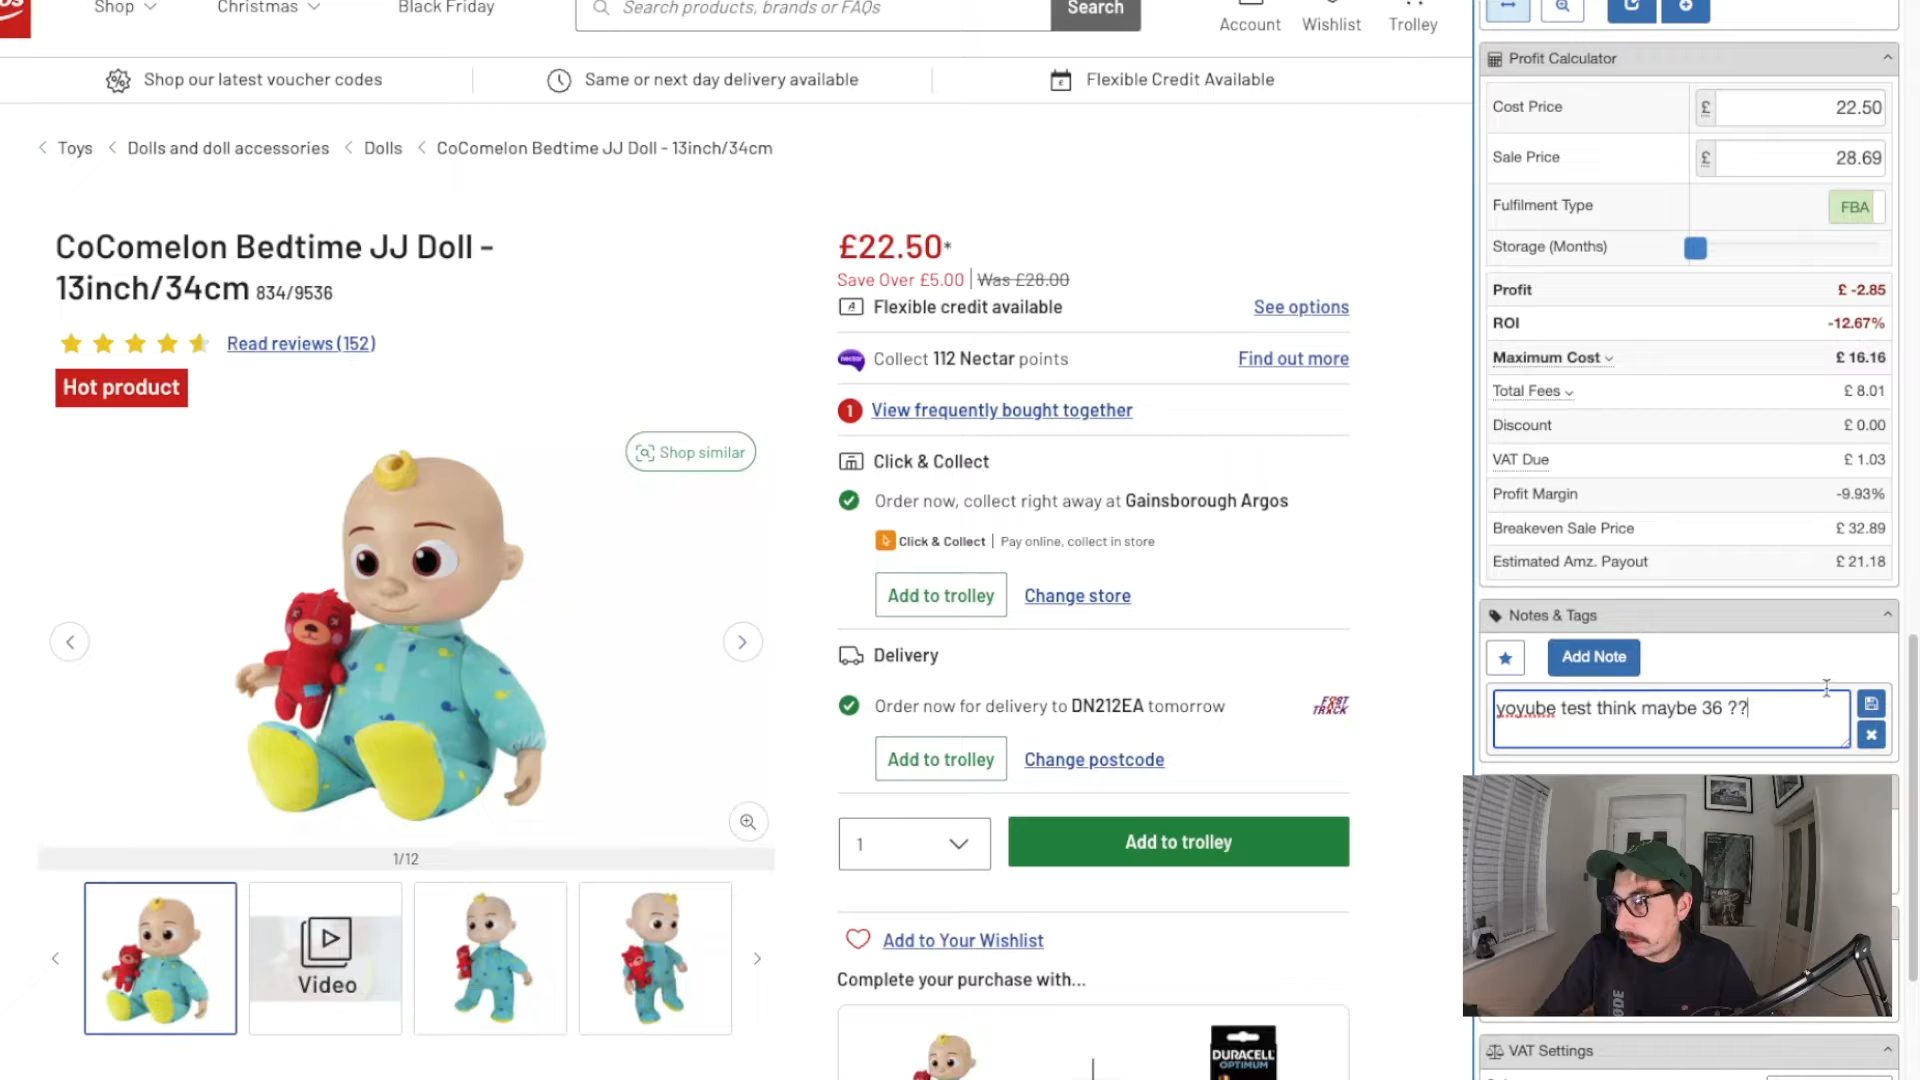 Shop
Christmas
Black Friday
Search products, brands or FAQs
Search
Account
Wishlist
Trolley
Shop our latest voucher codes
Same or next day delivery available
Flexible Credit Available
Toys
Dolls and doll accessories
Dolls
CoComelon Bedtime JJ Doll - 13inch/34cm
CoComelon Bedtime JJ Doll -
13inch/34cm 834/9536
Read reviews (152)
Hot product
Shop similar
1/12
Video
£22.50*
Save Over £5.00 | Was £28.00
Flexible credit available
See options
nectar
Collect 112 Nectar points
Find out more
1
View frequently bought together
Click & Collect
Order now, collect right away at Gainsborough Argos
Click & Collect | Pay online, collect in store
Add to trolley
Change store
Delivery
Order now for delivery to DN212EA tomorrow
FAST
TRACK
Add to trolley
Change postcode
1
Add to trolley
Add to Your Wishlist
Complete your purchase with...
DURACELL
OPTIMUM
Profit Calculator
Cost Price
£
22.50
Sale Price
£
28.69
Fulfilment Type
FBA
Storage (Months)
Profit
£ -2.85
ROI
-12.67%
Maximum Cost
£ 16.16
Total Fees
£ 8.01
Discount
£ 0.00
VAT Due
£ 1.03
Profit Margin
-9.93%
Breakeven Sale Price
£ 32.89
Estimated Amz. Payout
£ 21.18
Notes & Tags
Add Note
yoyube test think maybe 36 ??
VAT Settings